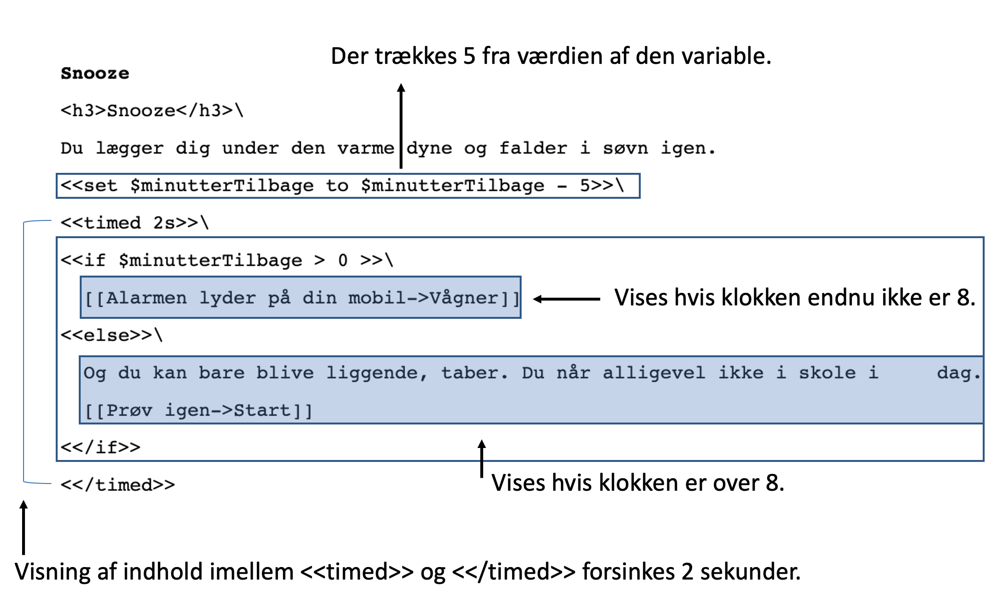 Der trækkes 5 fra værdien af den variable.
Snooze
<h3>Snooze</h3>\
Du lægger dig under den varme dyne og falder i søvn igen.
<<set $minutterTilbage to $minutterTilbage - 5>>\
<<timed 2s>>\
<<if $minutterTilbage > 0 >>\
[[Alarmen lyder på din mobil->Vågner]]
Vises hvis klokken endnu ikke er 8.
<<else>>\
Og du kan bare blive liggende, taber. Du når alligevel ikke i skole i dag.
[[Prøv igen->Start]]
<</if>>
Vises hvis klokken er over 8.
<</timed>>
Visning af indhold imellem <<timed>> og <</timed>> forsinkes 2 sekunder.